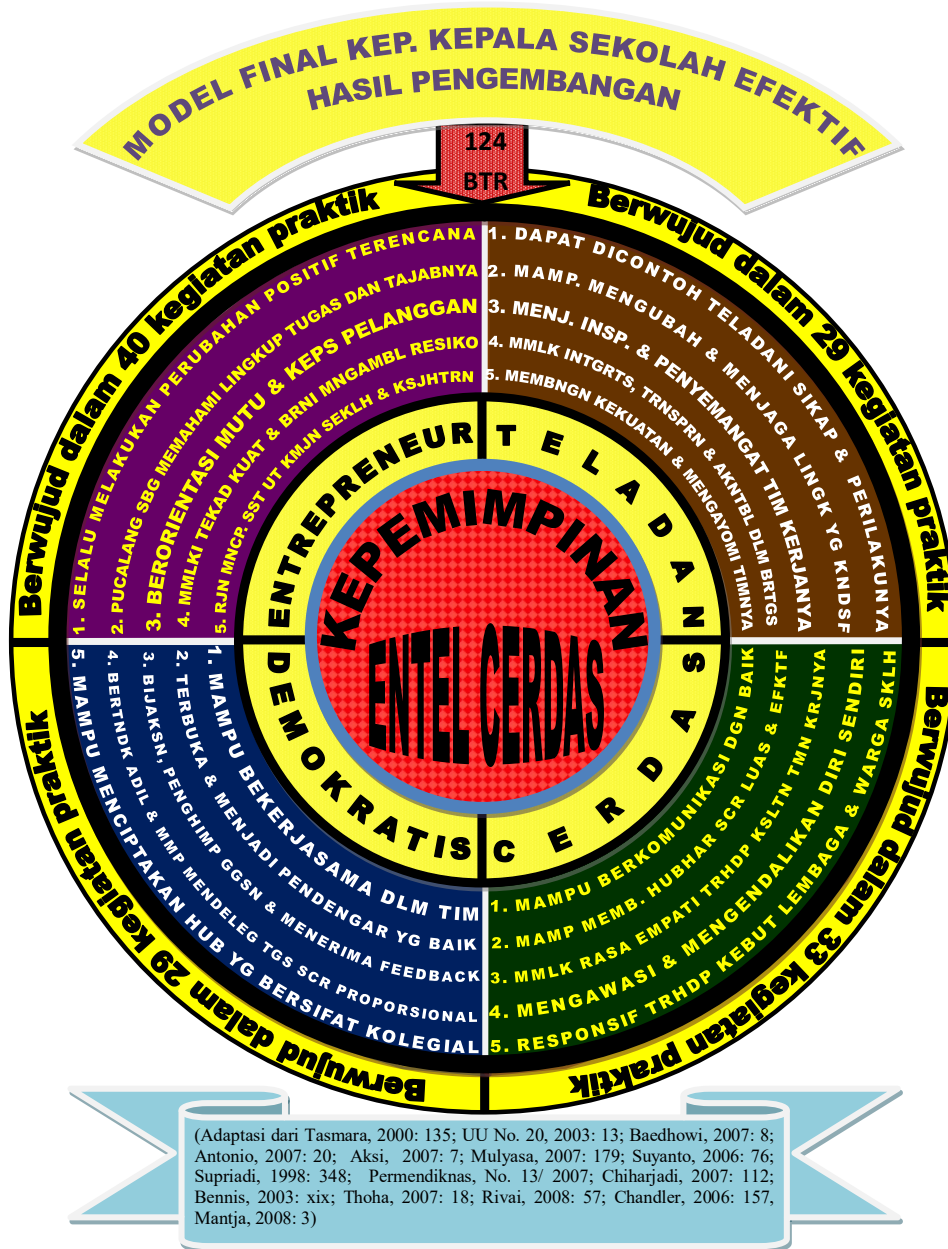 MODEL FINAL KEP. KEPALA SEKOLAH EFEKTIF
HASIL PENGEMBANGAN
124
BTR
Berwujud dalam 40 kegiatan praktik
1. SELALU MELAKUKAN PERUBAHAN POSITIF TERENCANA
2. PUCALANG SBG MEMAHAMI LINGKUP TUGAS DAN TAJABNYA
3. BERORIENTASI MUTU & KEPS PELANGGAN
4. MMLKI TEKAD KUAT & BRNI MNGAMBL RESIKO
5. RJN MNCP. SST UT KMJN SEKLH & KSJHTRN
Berwujud dalam 29 kegiatan praktik
1. DAPAT DICONTOH TELADANI SIKAP & PERILAKUNYA
2. MAMP. MENGUBAH & MENJAGA LINGK YG KNDSF
3. MENJ. INSP. & PENYEMANGAT TIM KERJANYA
4. MMLK INTGRTS, TRNSPRN & AKNTBL DLM BRTGS
5. MEMBNGN KEKUATAN & MENGAYOMI TIMNYA
ENTREPRENEUR
TELADAN
KEPEMIMPINAN
ENTEL CERDAS
DEMOKRATIS
CERDAS
1. MAMPU BEKERJASAMA DLM TIM
2. TERBUKA & MENJADI PENDENGAR YG BAIK
3. BIJAKSN, PENGHIMP GGSN & MENERIMA FEEDBACK
4. BERTNDK ADIL & MMP MENDELEG TGS SCR PROPORSIONAL
5. MAMPU MENCIPTAKAN HUB YG BERSIFAT KOLEGIAL
Berwujud dalam 29 kegiatan praktik
1. MAMPU BERKOMUNIKASI DGN BAIK
2. MAMP MEMB. HUBHAR SCR LUAS & EFKTF
3. MMLK RASA EMPATI TRHDP KSLTN TMN KRJNYA
4. MENGAWASI & MENGENDALIKAN DIRI SENDIRI
5. RESPONSIF TRHDP KEBUT LEMBAGA & WARGA SKLH
Berwujud dalam 33 kegiatan praktik
(Adaptasi dari Tasmara, 2000: 135; UU No. 20, 2003: 13; Baedhowi, 2007: 8;
Antonio, 2007: 20; Aksi, 2007: 7; Mulyasa, 2007: 179; Suyanto, 2006: 76;
Supriadi, 1998: 348; Permendiknas, No. 13/ 2007; Chiharjadi, 2007: 112;
Bennis, 2003: xix; Thoha, 2007: 18; Rivai, 2008: 57; Chandler, 2006: 157,
Mantja, 2008: 3)